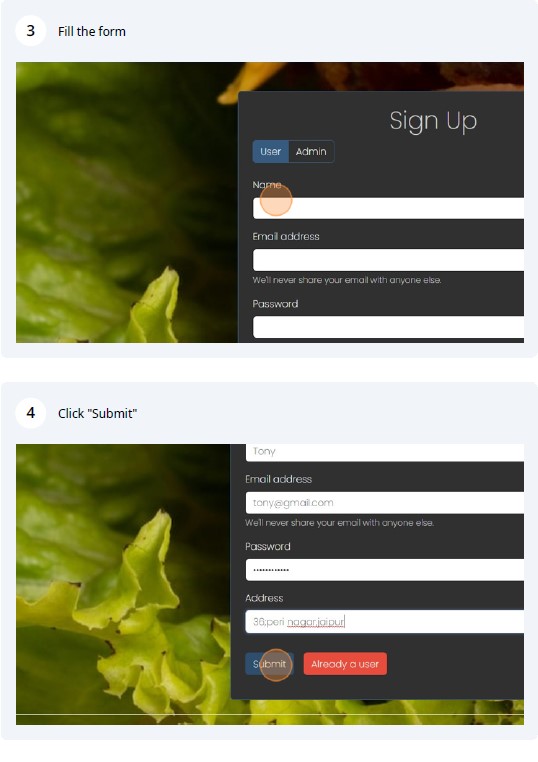 3 Fill the form
Sign Up
User Admin
Name
Email address
We'll never share your email with anyone else.
Password
4 Click "Submit"
Tony
Email address
tony@gmail.com
We'll never share your email with anyone else.
Password
••••••••••••
Address
36,peri nagar,jaipur
Submit Already a user